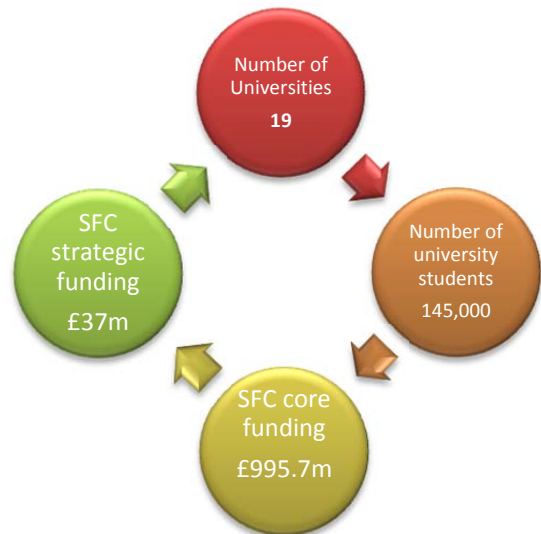 Number of
Universities
19
Number of
university
students
145,000
SFC core
funding
£995.7m
SFC
strategic
funding
£37m